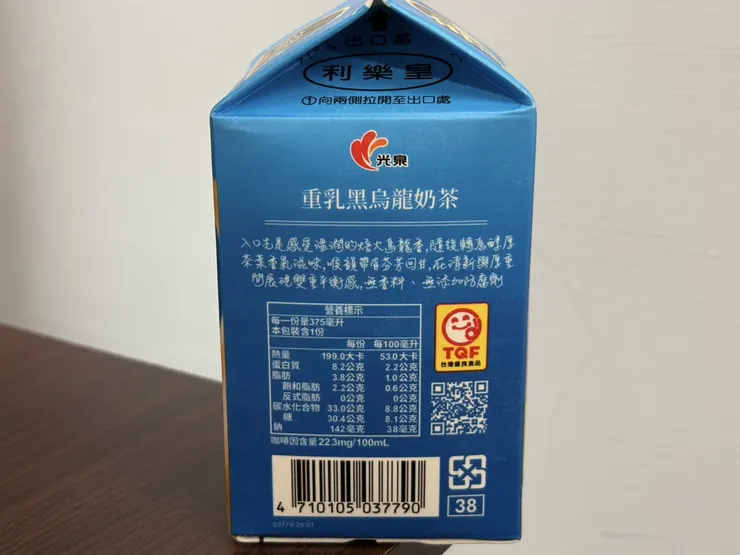 出口處
利樂皇
①向兩側拉開至出口處
光泉
重乳黑烏龍奶茶
入口先是感受濃潤的焙火烏龍香,隨後轉為醇厚
茶葉香氣滋味,喉韻帶有芬芳回甘,在清新與厚重
間展現雙重平衡感,無香料、無添加防腐劑
營養標示
每一份量375毫升
本包裝含1份
每份 每100毫升
熱量 199.0大卡 53.0大卡
蛋白質 8.2公克 2.2公克
脂肪 3.8公克 1.0公克
飽和脂肪 2.2公克 0.6公克
反式脂肪 0公克 0公克
碳水化合物 33.0公克 8.8公克
糖 30.4公克 8.1公克
鈉 142毫克 38毫克
咖啡因含量22.3mg/100mL
TQF
台灣優良食品
4 710105 037790
38